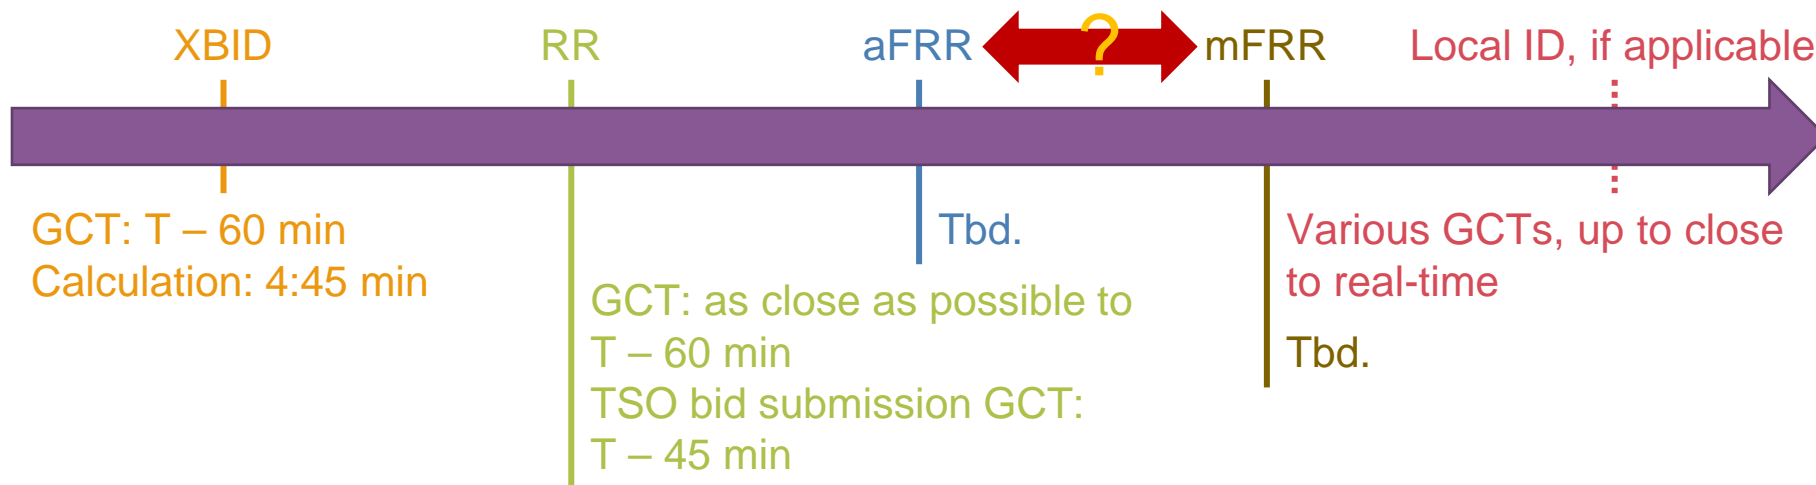 XBID
RR
aFRR
?
mFRR
Local ID, if applicable
GCT: T – 60 min
Calculation: 4:45 min
GCT: as close as possible to
T – 60 min
TSO bid submission GCT:
T – 45 min
Tbd.
Various GCTs, up to close
to real-time
Tbd.